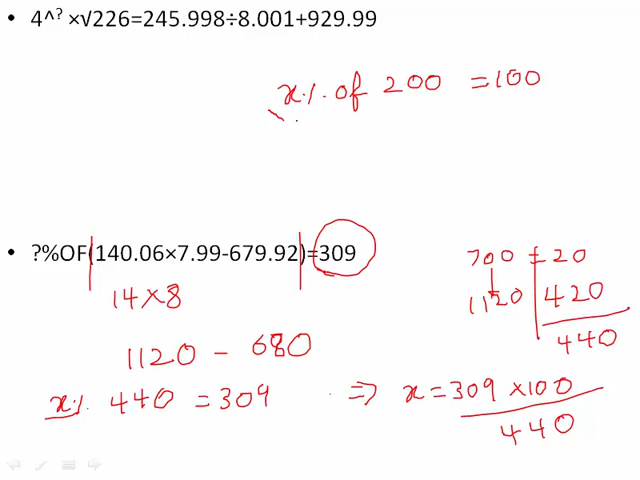 • 4^? ×√226=245.998÷8.001+929.99
x%. of 200 = 100
• ?%OF(140.06×7.99-679.92)=309
14 × 8
700 ± 20
1120 420
440
1120 - 680
x%. 440 = 309 ⇒ x = 309 × 100
440